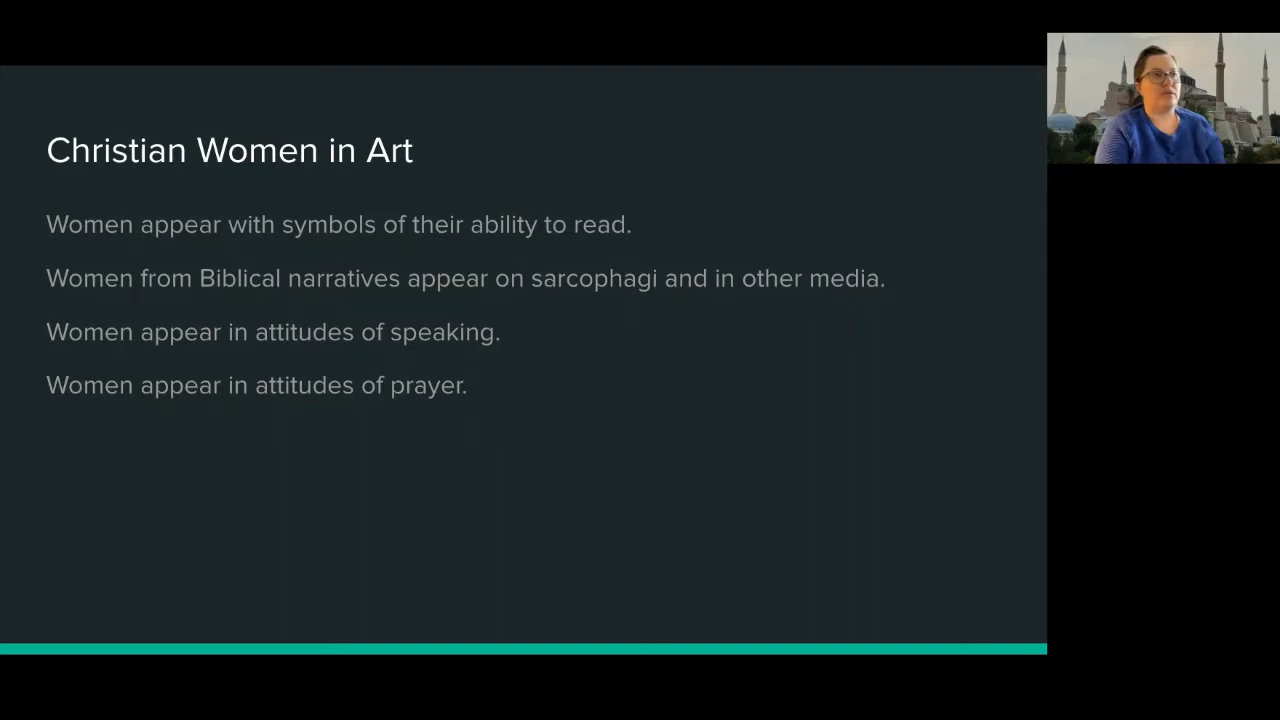 Christian Women in Art
Women appear with symbols of their ability to read.
Women from Biblical narratives appear on sarcophagi and in other media.
Women appear in attitudes of speaking.
Women appear in attitudes of prayer.